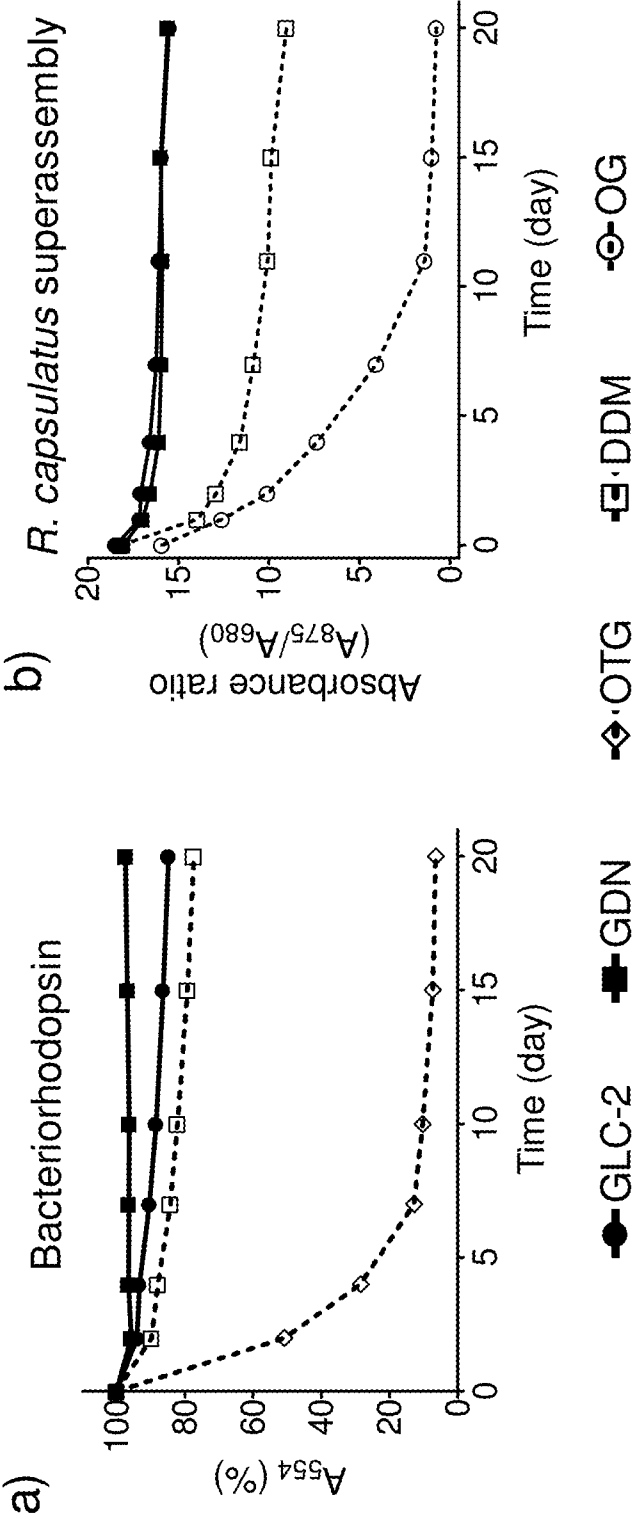 a)
Bacteriorhodopsin
A554 (%)
100
80
60
40
20
0
0 5 10 15 20
Time (day)
b)
R. capsulatus superassembly
Absorbance ratio
(A875/A680)
20
15
10
5
0
0 5 10 15 20
Time (day)
GLC-2 GDN OTG DDM OG